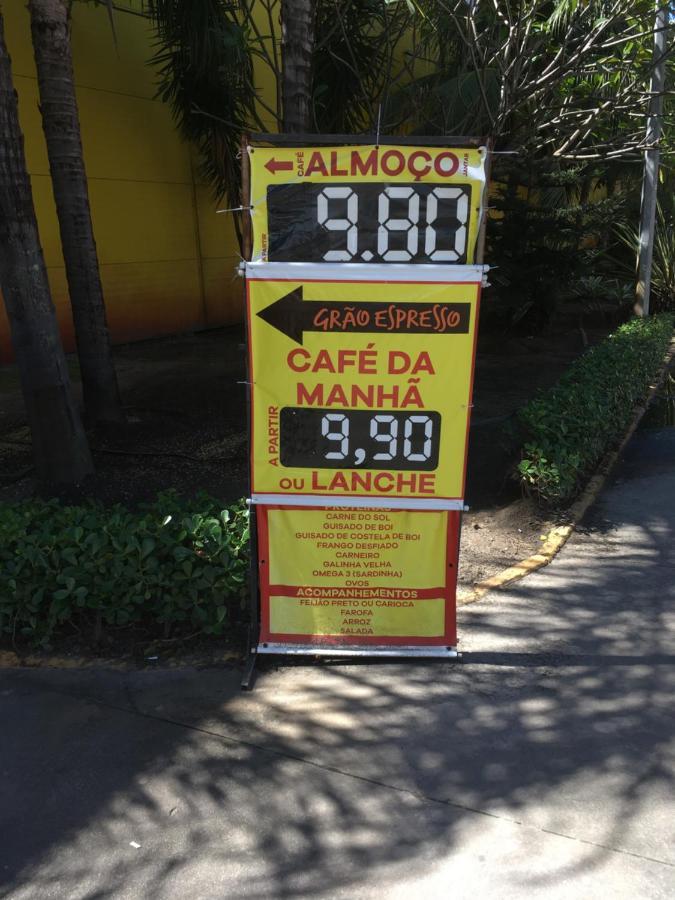 CAFÉ
ALMOÇO
JANTAR
A PARTIR
9.80
GRÃO ESPRESSO
CAFÉ DA
MANHÃ
A PARTIR
9,90
OU LANCHE
PROTEÍNAS
CARNE DO SOL
GUISADO DE BOI
GUISADO DE COSTELA DE BOI
FRANGO DESFIADO
CARNEIRO
GALINHA VELHA
OMEGA 3 (SARDINHA)
OVOS
ACOMPANHEMENTOS
FEIJÃO PRETO OU CARIOCA
FAROFA
ARROZ
SALADA